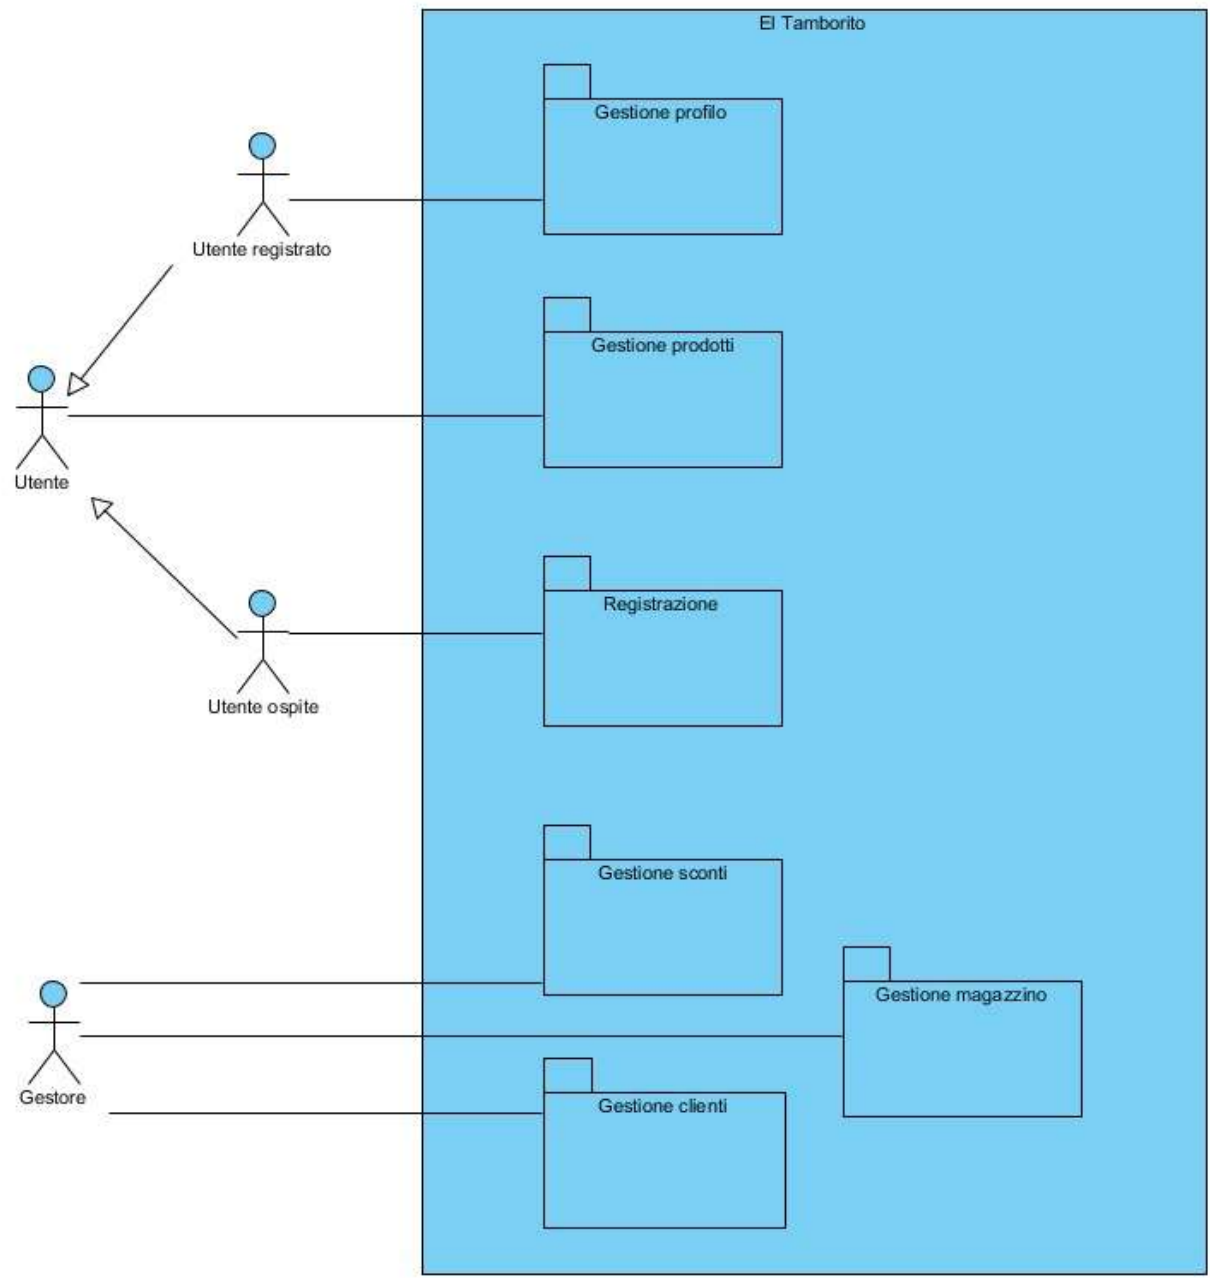 El Tamborito
Gestione profilo
Utente registrato
Gestione prodotti
Utente
Registrazione
Utente ospite
Gestione sconti
Gestione magazzino
Gestore
Gestione clienti